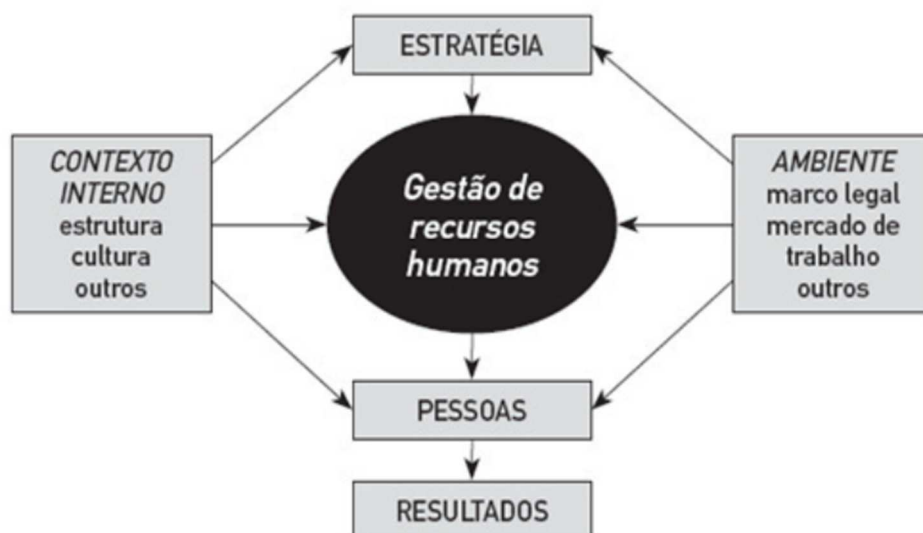 ESTRATÉGIA
CONTEXTO
INTERNO
estrutura
cultura
outros
Gestão de
recursos
humanos
AMBIENTE
marco legal
mercado de
trabalho
outros
PESSOAS
RESULTADOS